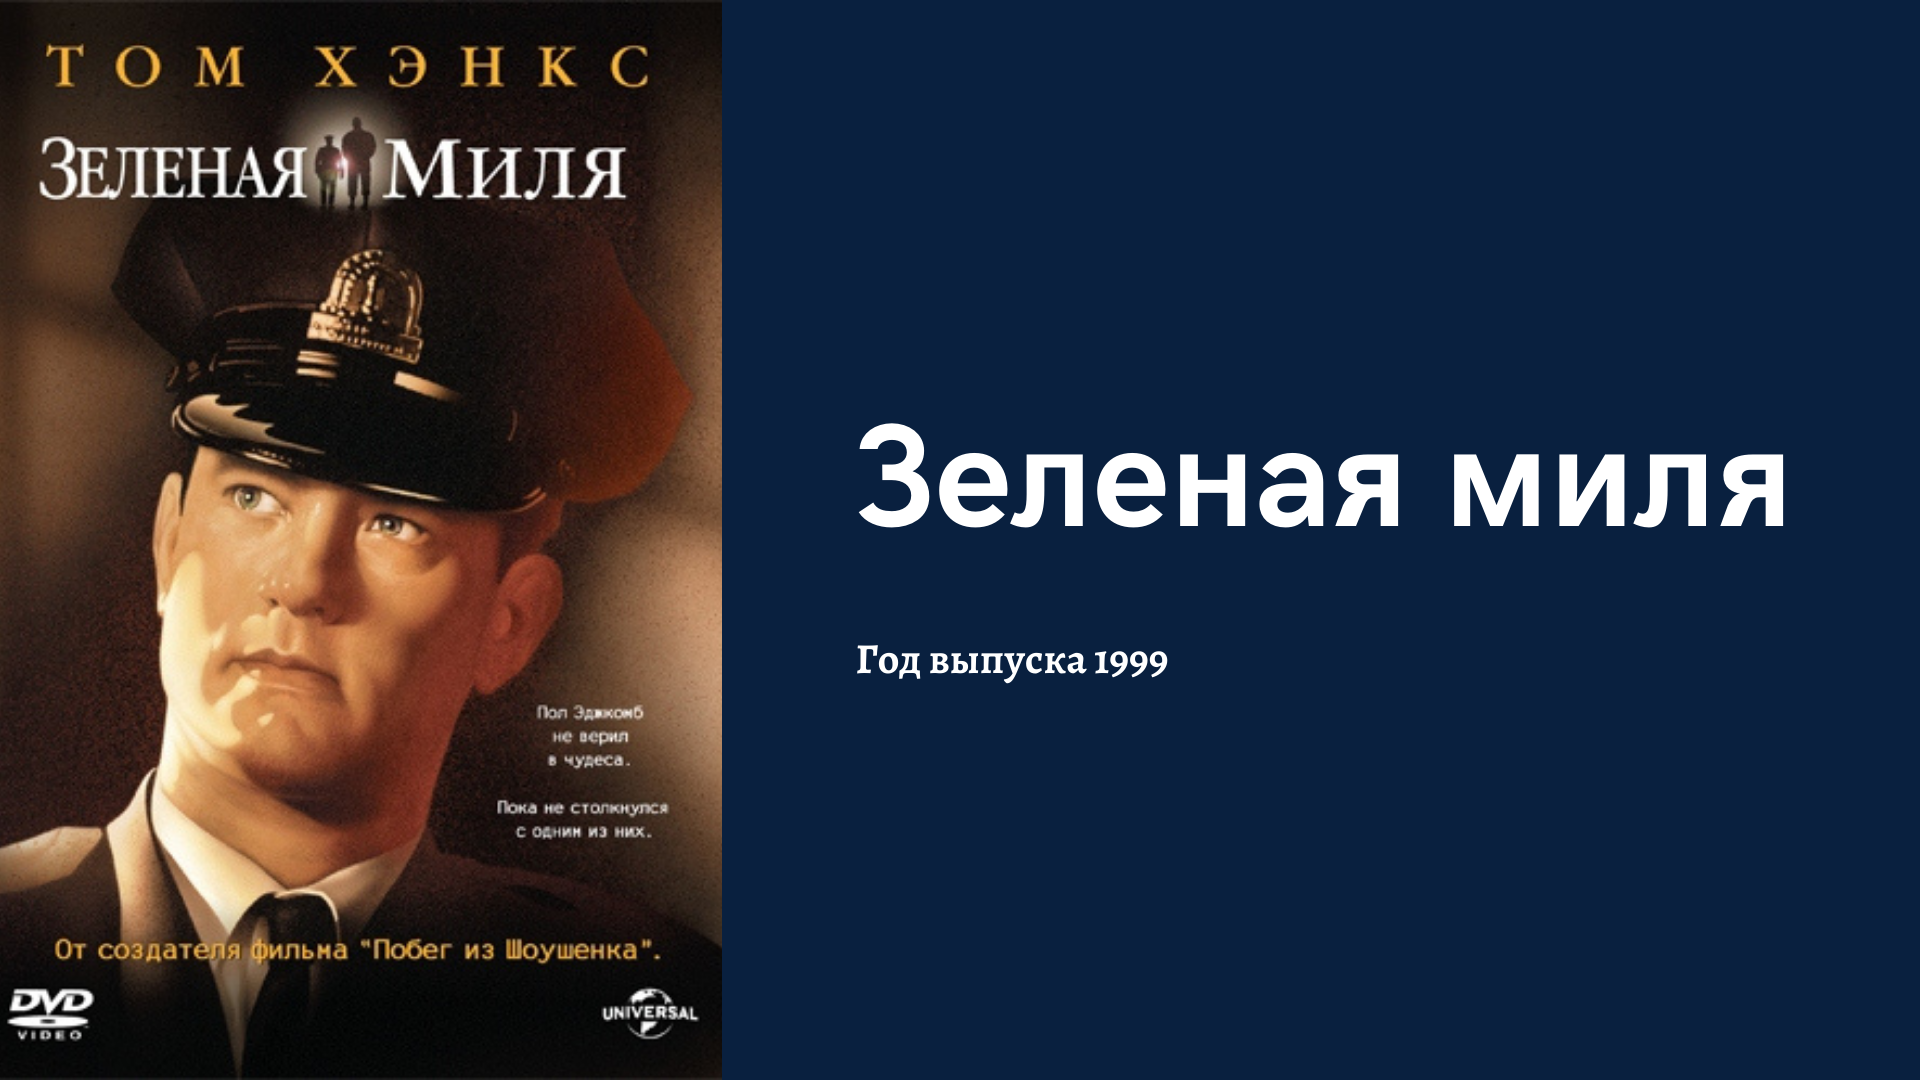 ТОМ ХЭНКС
ЗЕЛЕНАЯ МИЛЯ
Пол Эджкомб
не верил
в чудеса.
Пока не столкнулся
с одним из них.
От создателя фильма "Побег из Шоушенка".
DVD
VIDEO
UNIVERSAL
Зеленая миля
Год выпуска 1999